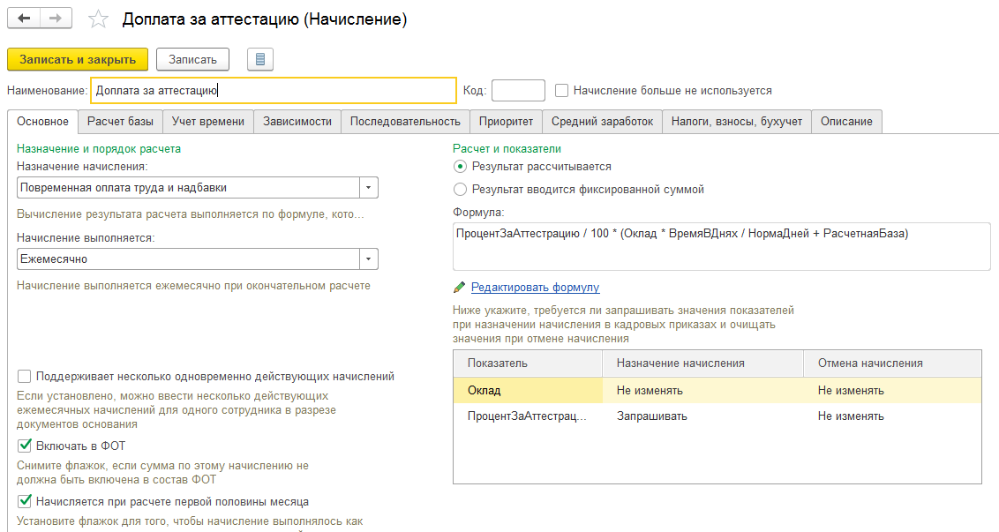 Доплата за аттестацию (Начисление)
Записать и закрыть
Записать
Наименование: Доплата за аттестацию Код: Начисление больше не используется
Основное Расчет базы Учет времени Зависимости Последовательность Приоритет Средний заработок Налоги, взносы, бухучет Описание
Назначение и порядок расчета
Назначение начисления:
Повременная оплата труда и надбавки
Вычисление результата расчета выполняется по формуле, кото...
Начисление выполняется:
Ежемесячно
Начисление выполняется ежемесячно при окончательном расчете
Поддерживает несколько одновременно действующих начислений
Если установлено, можно ввести несколько действующих
ежемесячных начислений для одного сотрудника в разрезе
документов основания
Включать в ФОТ
Снимите флажок, если сумма по этому начислению не
должна быть включена в состав ФОТ
Начисляется при расчете первой половины месяца
Установите флажок для того, чтобы начисление выполнялось как
Расчет и показатели
Результат рассчитывается
Результат вводится фиксированной суммой
Формула:
ПроцентЗаАттестрацию / 100 * (Оклад * ВремяВДнях / НормаДней + РасчетнаяБаза)
Редактировать формулу
Ниже укажите, требуется ли запрашивать значения показателей
при назначении начисления в кадровых приказах и очищать
значения при отмене начисления
Показатель Назначение начисления Отмена начисления
Оклад Не изменять Не изменять
ПроцентЗаАттестрац... Запрашивать Не изменять